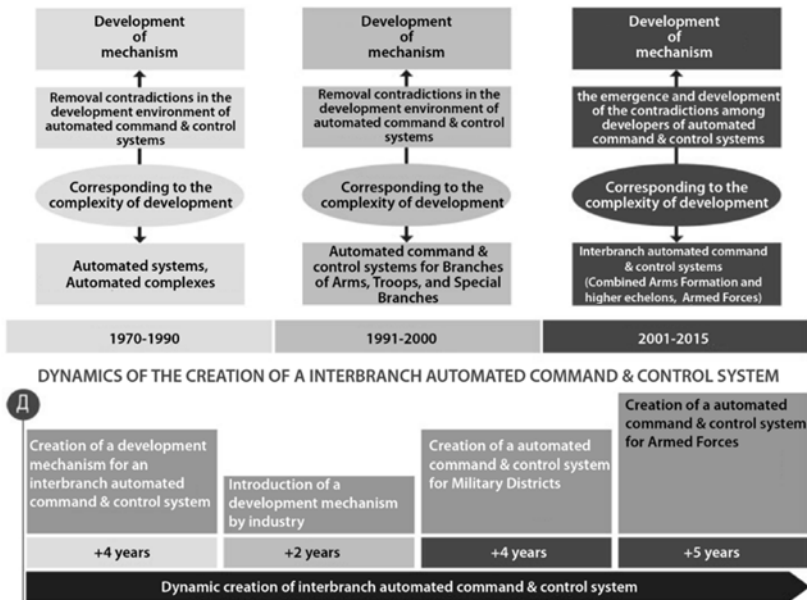 Development
of
mechanism
Removal contradictions in the
development environment of
automated command & control
systems
Corresponding to the
complexity of development
Automated systems,
Automated complexes
1970-1990
Development
of
mechanism
Removal contradictions in the
development environment of
automated command & control
systems
Corresponding to the
complexity of development
Automated command &
control systems for Branches
of Arms, Troops, and Special
Branches
1991-2000
Development
of
mechanism
the emergence and development
of the contradictions among
developers of automated
command & control systems
Corresponding to the
complexity of development
Interbranch automated command
& control systems
(Combined Arms Formation and
higher echelons, Armed Forces)
2001-2015
DYNAMICS OF THE CREATION OF A INTERBRANCH AUTOMATED COMMAND & CONTROL SYSTEM
Д
Creation of a development
mechanism for an
interbranch automated
command & control system
+4 years
Introduction of a
development mechanism
by industry
+2 years
Creation of a automated
command & control system
for Military Districts
+4 years
Creation of a automated
command & control system
for Armed Forces
+5 years
Dynamic creation of interbranch automated command & control system